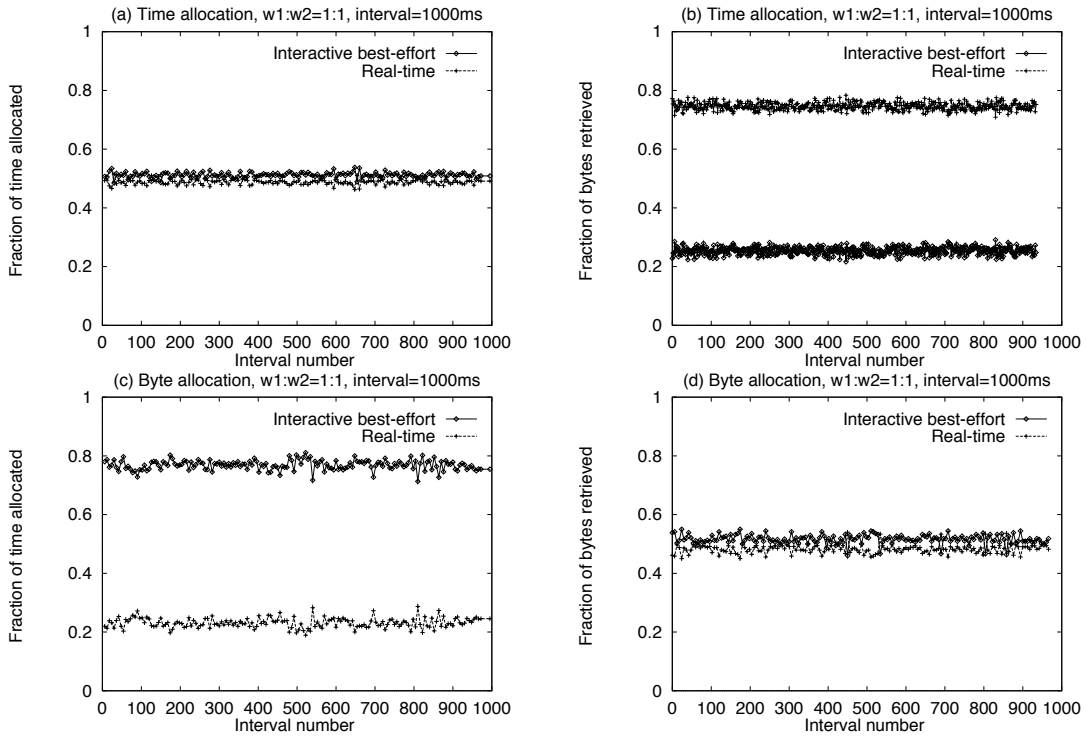 (a) Time allocation, w1:w2=1:1, interval=1000ms
1
0.8
0.6
0.4
0.2
0
Fraction of time allocated
Interactive best-effort
Real-time
0 100 200 300 400 500 600 700 800 900 1000
Interval number
(b) Time allocation, w1:w2=1:1, interval=1000ms
1
0.8
0.6
0.4
0.2
0
Fraction of bytes retrieved
Interactive best-effort
Real-time
0 100 200 300 400 500 600 700 800 900 1000
Interval number
(c) Byte allocation, w1:w2=1:1, interval=1000ms
1
0.8
0.6
0.4
0.2
0
Fraction of time allocated
Interactive best-effort
Real-time
0 100 200 300 400 500 600 700 800 900 1000
Interval number
(d) Byte allocation, w1:w2=1:1, interval=1000ms
1
0.8
0.6
0.4
0.2
0
Fraction of bytes retrieved
Interactive best-effort
Real-time
0 100 200 300 400 500 600 700 800 900 1000
Interval number